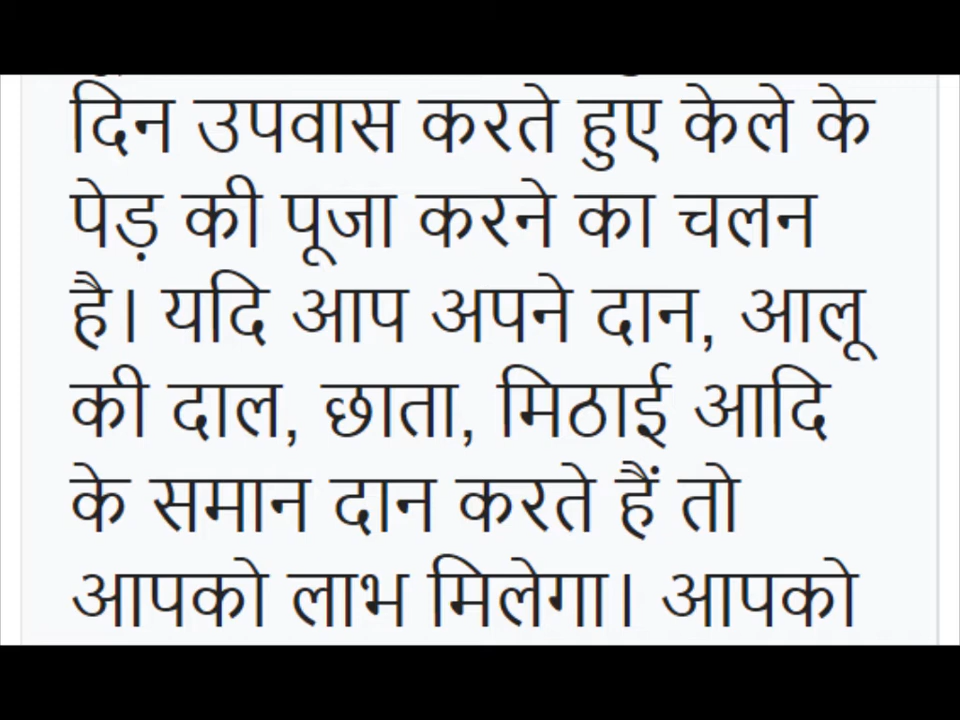 दिन उपवास करते हुए केले के
पेड़ की पूजा करने का चलन
है। यदि आप अपने दान, आलू
की दाल, छाता, मिठाई आदि
के समान दान करते हैं तो
आपको लाभ मिलेगा। आपको